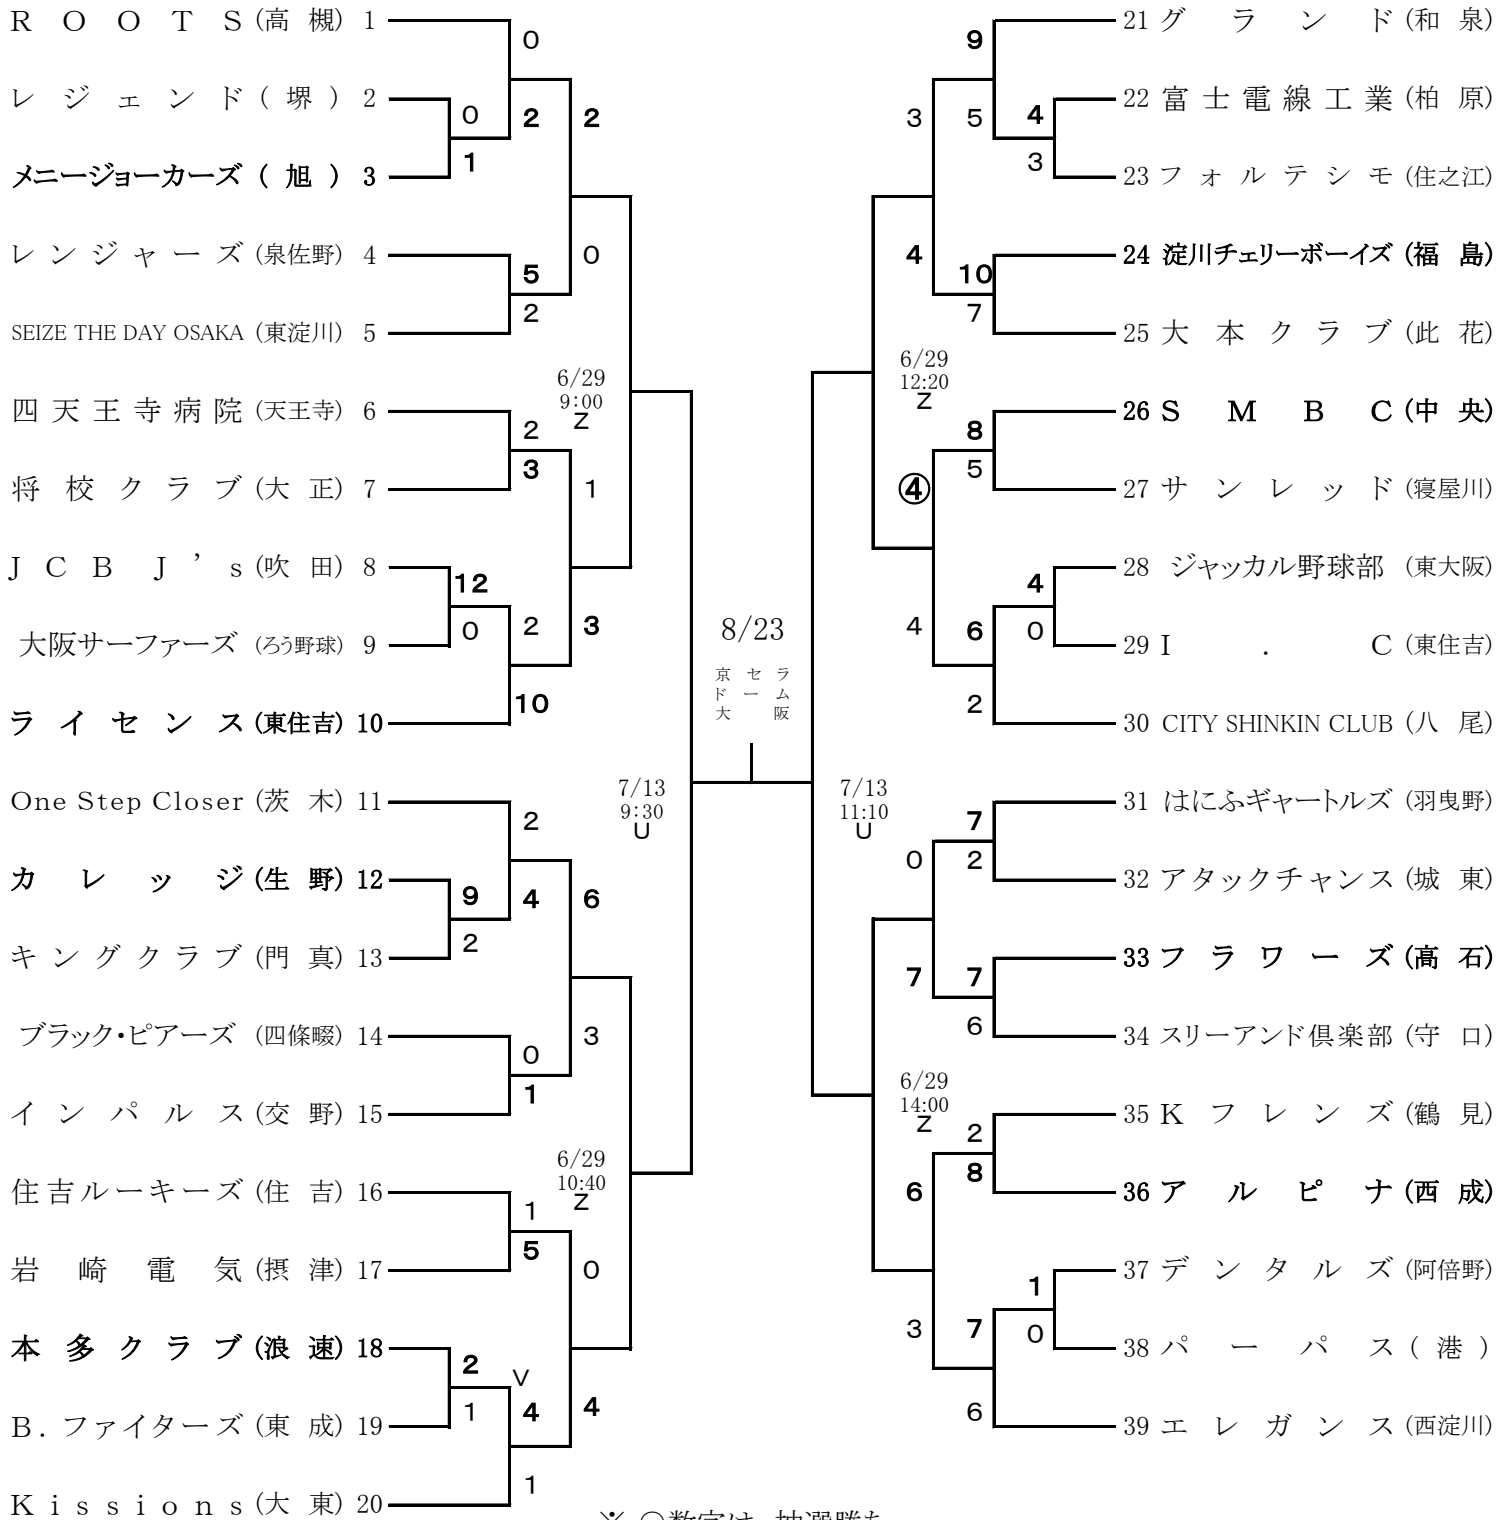 ROOTS(高槻) 1
0
レジェンド(堺) 2
0
2
2
メニージョーカーズ(旭) 3
1
レンジャーズ(泉佐野) 4
5
0
SEIZE THE DAY OSAKA(東淀川) 5
2
6/29
9:00
Z
四天王寺病院(天王寺) 6
2
3
将校クラブ(大正) 7
1
JCB J's(吹田) 8
12
大阪サーファーズ(ろう野球) 9
0
2
3
ライセンス(東住吉) 10
10
One Step Closer(茨木) 11
2
7/13
9:30
U
カレッジ(生野) 12
9
4
6
キングクラブ(門真) 13
2
ブラック・ピアーズ(四條畷) 14
0
3
インパルス(交野) 15
1
6/29
10:40
Z
住吉ルーキーズ(住吉) 16
1
5
岩崎電気(摂津) 17
0
本多クラブ(浪速) 18
2
V
B.ファイターズ(東成) 19
1
4
4
Kissions(大東) 20
1
8/23
京セラ
ドーム
大阪
21 グランド(和泉)
9
22 富士電線工業(柏原)
3
5
4
3
23 フォルテシモ(住之江)
24 淀川チェリーボーイズ(福島)
4
10
25 大本クラブ(此花)
7
6/29
12:20
Z
26 SMBC(中央)
8
5
27 サンレッド(寝屋川)
④
28 ジャッカル野球部(東大阪)
4
29 I.C(東住吉)
4
6
0
30 CITY SHINKIN CLUB(八尾)
2
7/13
11:10
U
31 はにふギャートルズ(羽曳野)
7
0
2
32 アタックチャンス(城東)
33 フラワーズ(高石)
7
7
34 スリーアンド倶楽部(守口)
6
6/29
14:00
Z
35 Kフレンズ(鶴見)
2
8
36 アルピナ(西成)
6
37 デンタルズ(阿倍野)
1
38 パーパス(港)
3
7
0
39 エレガンス(西淀川)
6